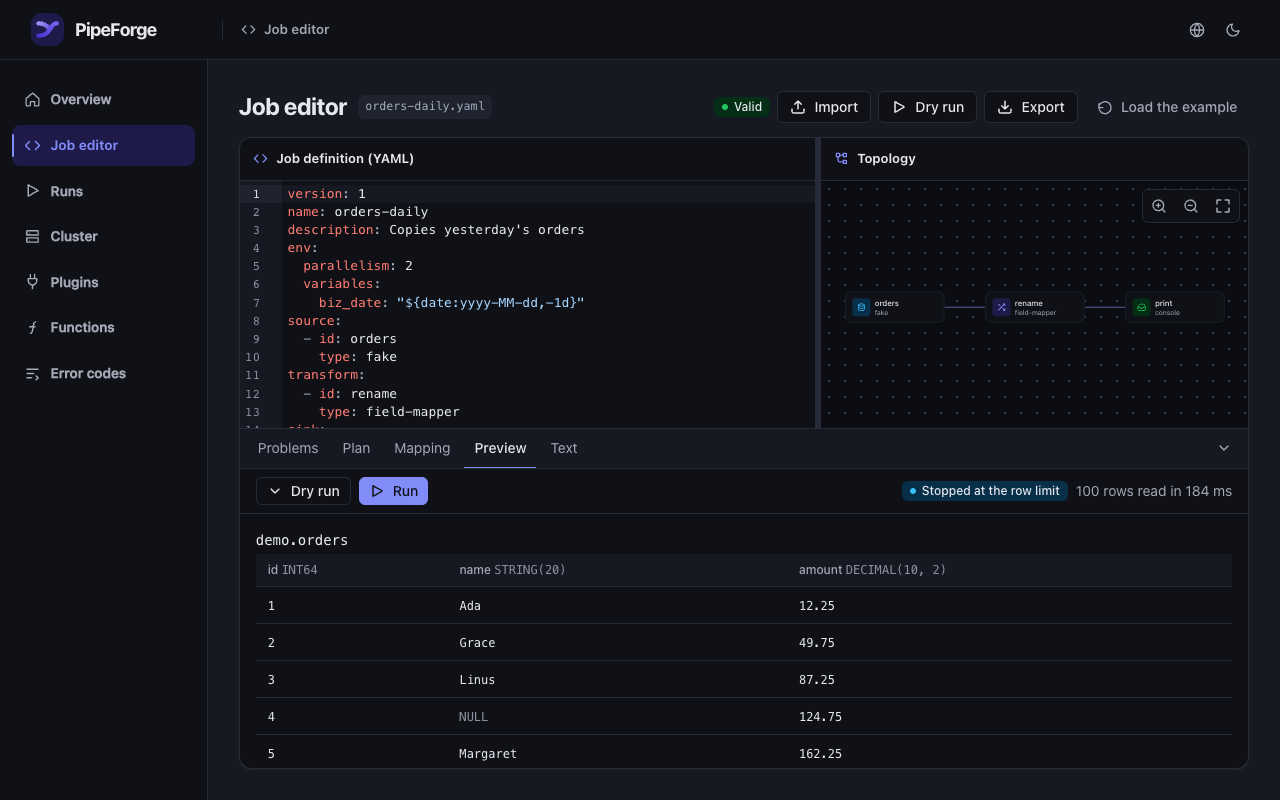 PipeForge
Job editor
Overview
Job editor
Runs
Cluster
Plugins
Functions
Error codes
Job editor
orders-daily.yaml
Valid
Import
Dry run
Export
Load the example
Job definition (YAML)
1 version: 1
2 name: orders-daily
3 description: Copies yesterday's orders
4 env:
5 parallelism: 2
6 variables:
7 biz_date: "${date:yyyy-MM-dd,-1d}"
8 source:
9 - id: orders
10 type: fake
11 transform:
12 - id: rename
13 type: field-mapper
Topology
orders
fake
rename
field-mapper
print
console
Problems Plan Mapping Preview Text
Dry run
Run
Stopped at the row limit
100 rows read in 184 ms
demo.orders
id INT64 name STRING(20) amount DECIMAL(10, 2)
1 Ada 12.25
2 Grace 49.75
3 Linus 87.25
4 NULL 124.75
5 Margaret 162.25